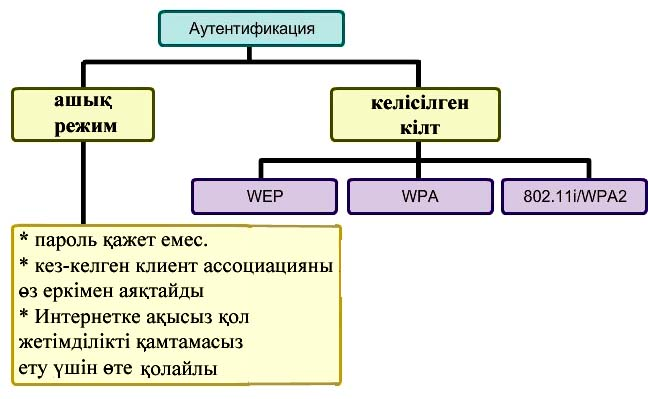 Аутентификация
ашық
режим
келісілген
кілт
WEP
WPA
802.11i/WPA2
* пароль қажет емес.
* кез-келген клиент ассоциацияны
өз еркімен аяқтайды
* Интернетке ақысыз қол
жетімділікті қамтамасыз
ету үшін өте қолайлы